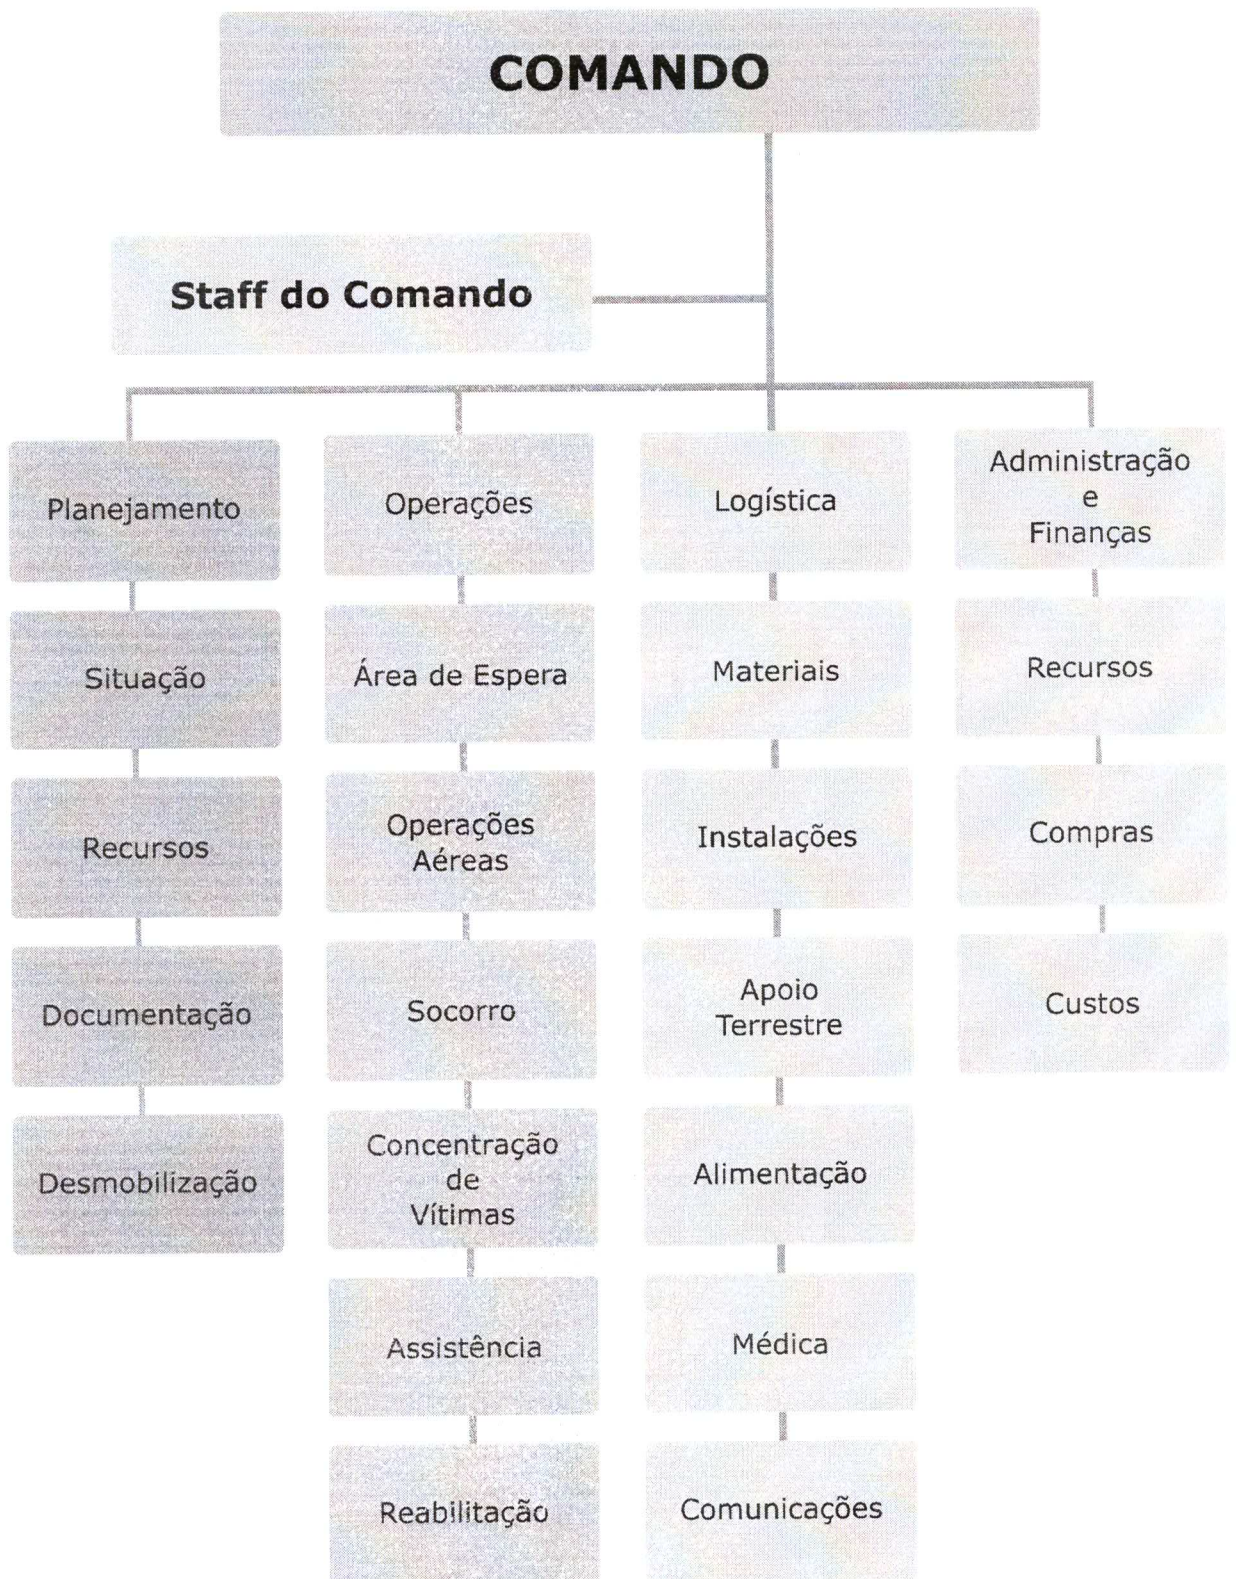 COMANDO
Staff do Comando
Planejamento
Situação
Recursos
Documentação
Desmobilização
Operações
Área de Espera
Operações
Aéreas
Socorro
Concentração
de
Vítimas
Assistência
Reabilitação
Logística
Materiais
Instalações
Apoio
Terrestre
Alimentação
Médica
Comunicações
Administração
e
Finanças
Recursos
Compras
Custos